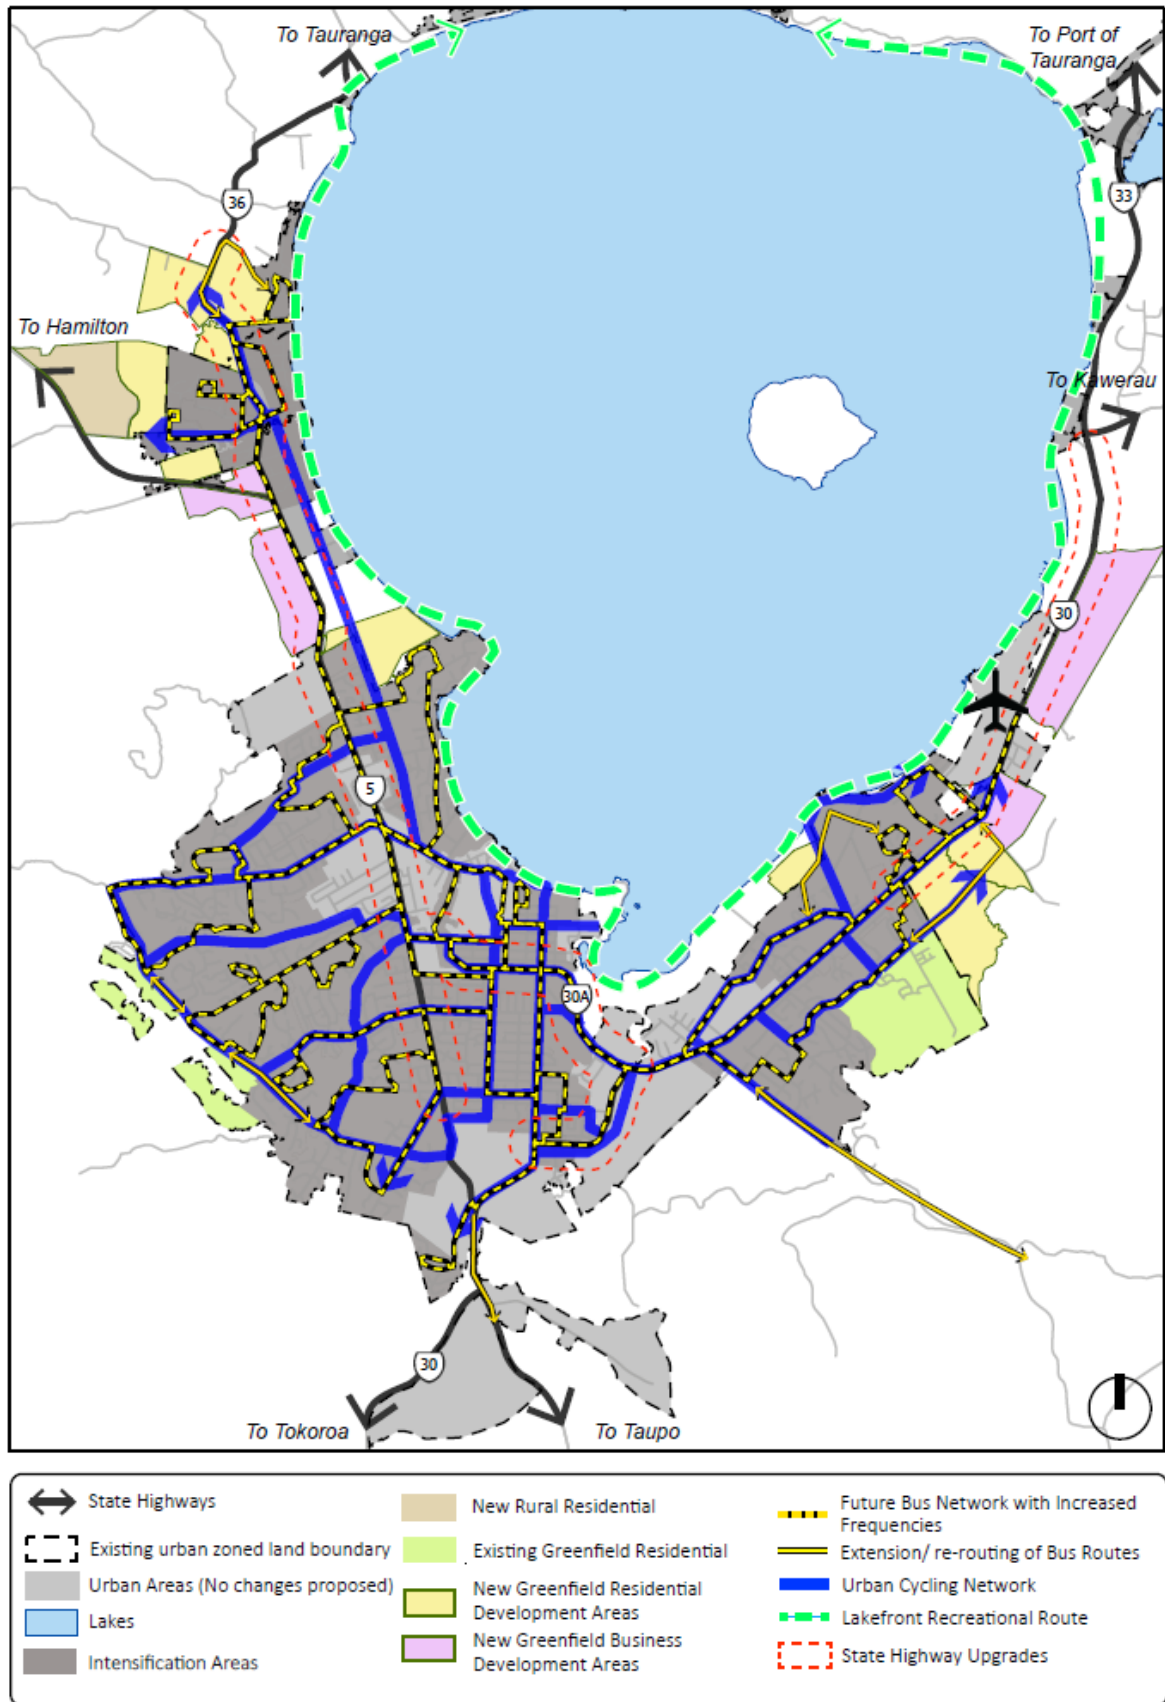 To Tauranga
To Port of
Tauranga
36
33
To Hamilton
To Kawerau
30
5
30A
30
To Tokoroa
To Taupo
State Highways
Existing urban zoned land boundary
Urban Areas (No changes proposed)
Lakes
Intensification Areas
New Rural Residential
Existing Greenfield Residential
New Greenfield Residential
Development Areas
New Greenfield Business
Development Areas
Future Bus Network with Increased
Frequencies
Extension/ re-routing of Bus Routes
Urban Cycling Network
Lakefront Recreational Route
State Highway Upgrades